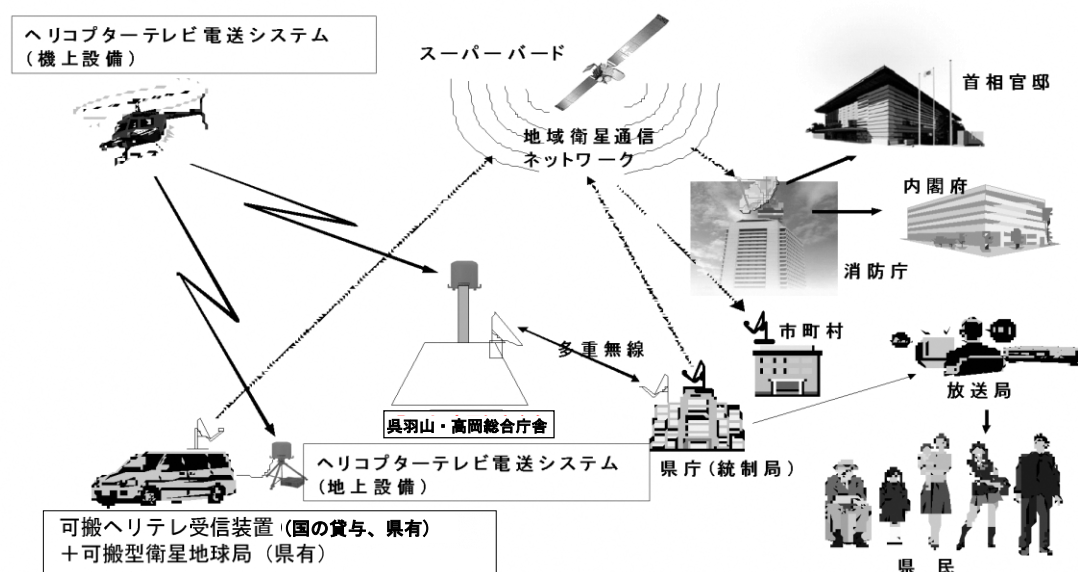 ヘリコプターテレビ電送システム
(機上設備)
スーパーバード
首相官邸
地域衛星通信
ネットワーク
内閣府
消防庁
市町村
多重無線
放送局
呉羽山・高岡総合庁舎
ヘリコプターテレビ電送システム
(地上設備)
県庁(統制局)
可搬ヘリテレ受信装置(国の貸与、県有)
+可搬型衛星地球局(県有)
県 民